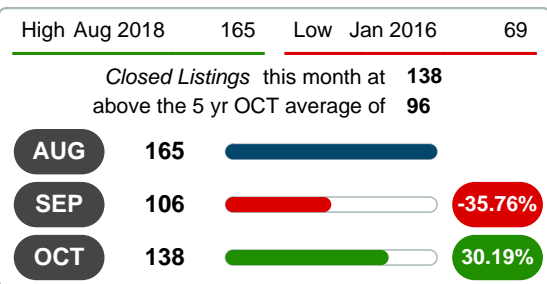 High Aug 2018 165 Low Jan 2016 69
Closed Listings this month at 138
above the 5 yr OCT average of 96
AUG 165
SEP 106 -35.76%
OCT 138 30.19%